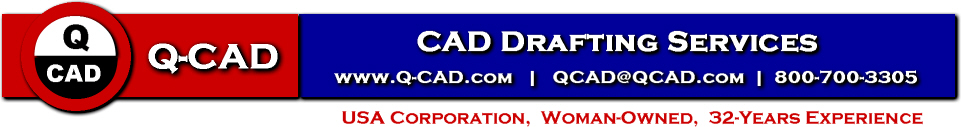 Q
CAD
Q-CAD
CAD Drafting Services
www.Q-CAD.com | QCAD@QCAD.com | 800-700-3305
USA Corporation, Woman-Owned, 32-Years Experience